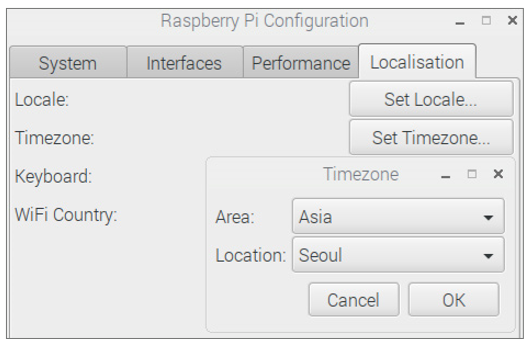 Raspberry Pi Configuration
System Interfaces Performance Localisation
Locale: Set Locale...
Timezone: Set Timezone...
Keyboard: Timezone
WiFi Country: Area: Asia
Location: Seoul
Cancel OK